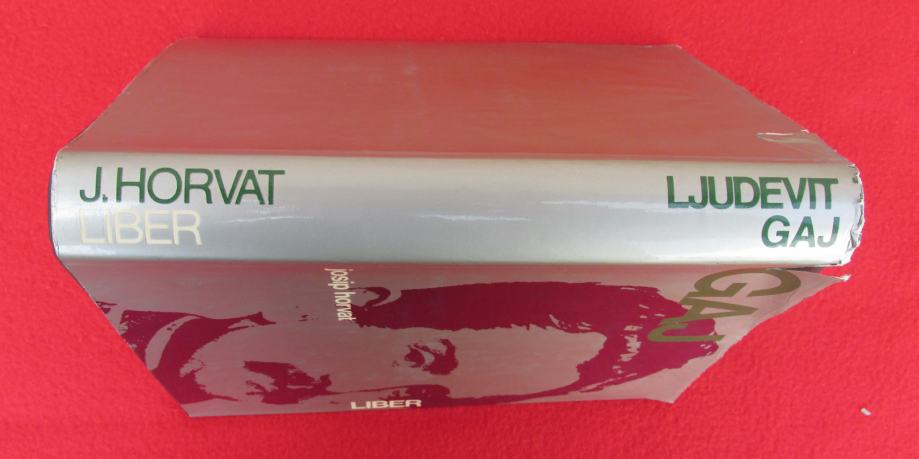 J. HORVAT
LIBER
LJUDEVIT
GAJ
josip horvat
GAJ
LIBER